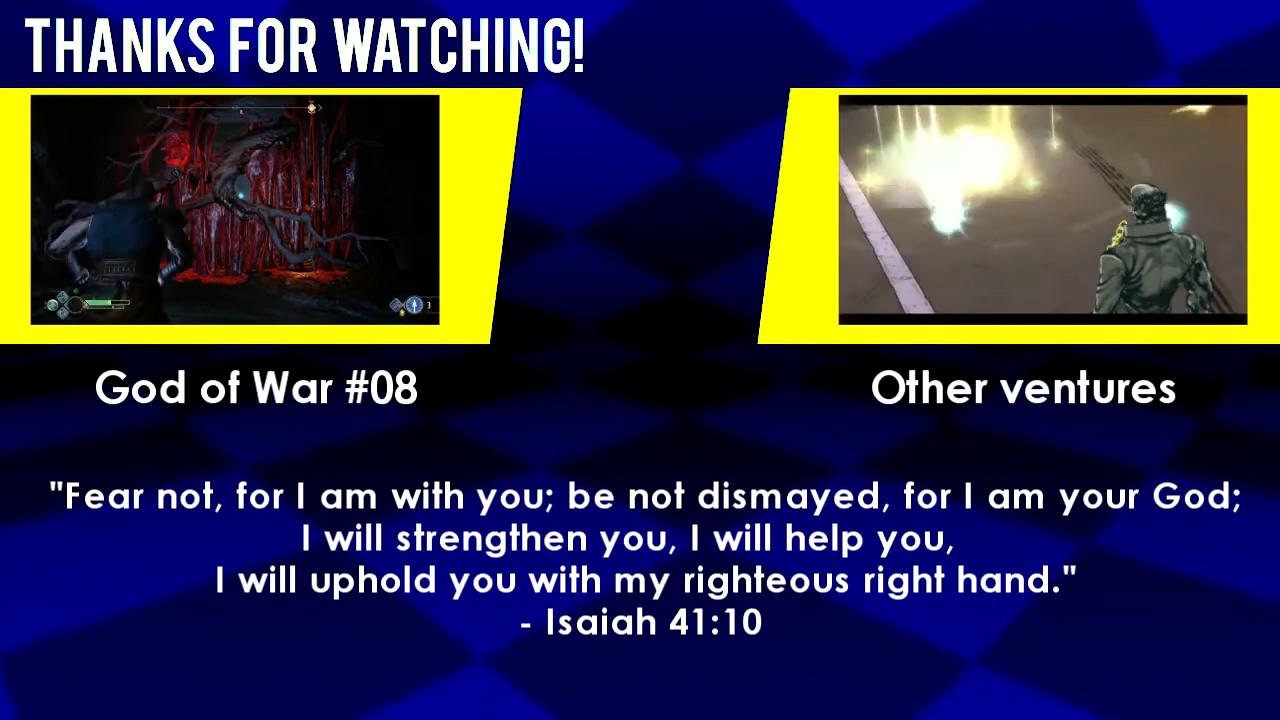 THANKS FOR WATCHING!
God of War #08
Other ventures
"Fear not, for I am with you; be not dismayed, for I am your God;
I will strengthen you, I will help you,
I will uphold you with my righteous right hand."
- Isaiah 41:10
3